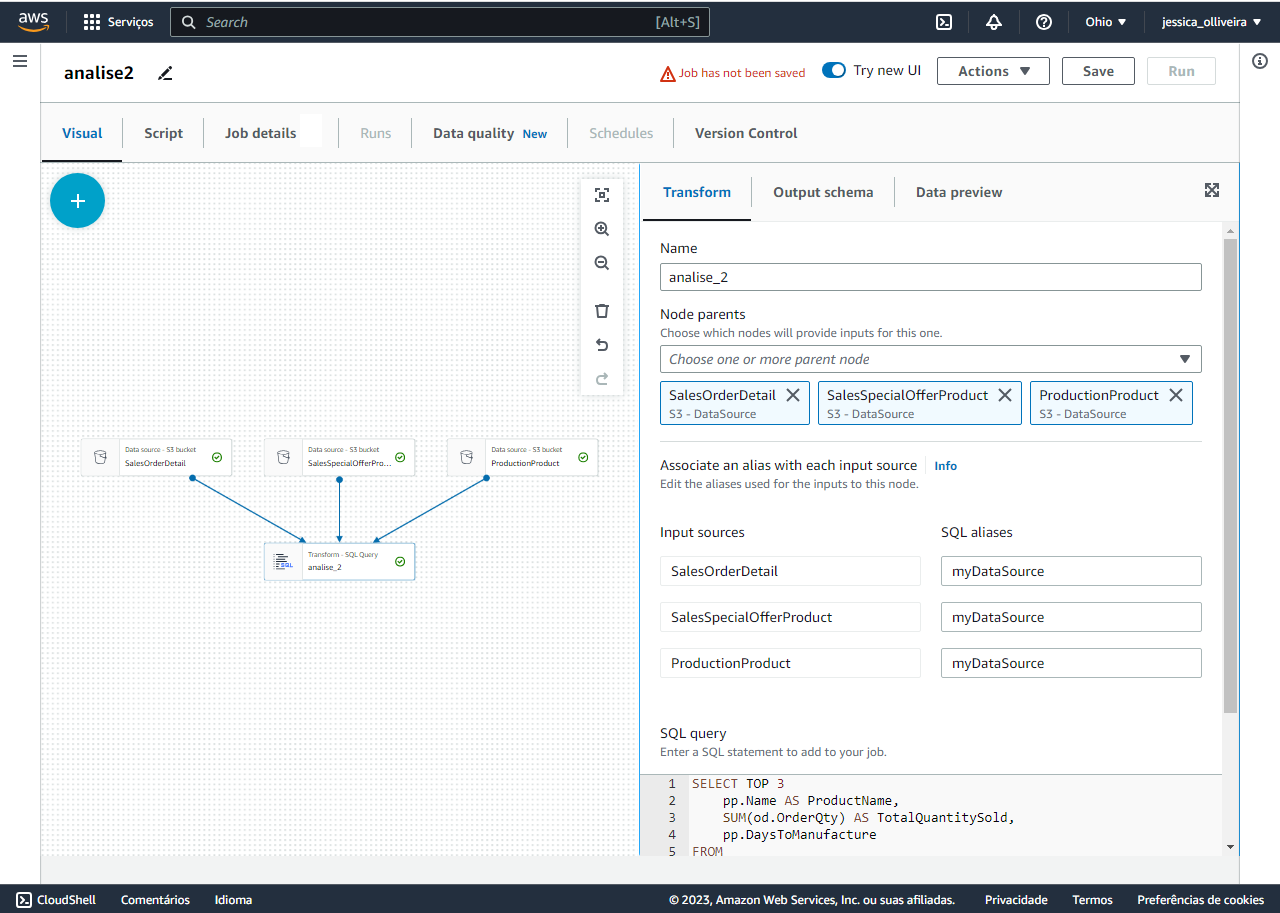 aws Serviços Search [Alt+S] Ohio jessica_olliveira
analise2 Job has not been saved Try new UI Actions Save Run
Visual Script Job details Runs Data quality New Schedules Version Control
Transform Output schema Data preview
Name
analise_2
Node parents
Choose which nodes will provide inputs for this one.
Choose one or more parent node
SalesOrderDetail SalesSpecialOfferProduct ProductionProduct
S3 - DataSource S3 - DataSource S3 - DataSource
Data source - S3 bucket Data source - S3 bucket Data source - S3 bucket
SalesOrderDetail SalesSpecialOfferPro... ProductionProduct
Transform - SQL Query
SQL analise_2
Associate an alias with each input source Info
Edit the aliases used for the inputs to this node.
Input sources SQL aliases
SalesOrderDetail myDataSource
SalesSpecialOfferProduct myDataSource
ProductionProduct myDataSource
SQL query
Enter a SQL statement to add to your job.
1 SELECT TOP 3
2 pp.Name AS ProductName,
3 SUM(od.OrderQty) AS TotalQuantitySold,
4 pp.DaysToManufacture
5 FROM
CloudShell Comentários Idioma © 2023, Amazon Web Services, Inc. ou suas afiliadas. Privacidade Termos Preferências de cookies